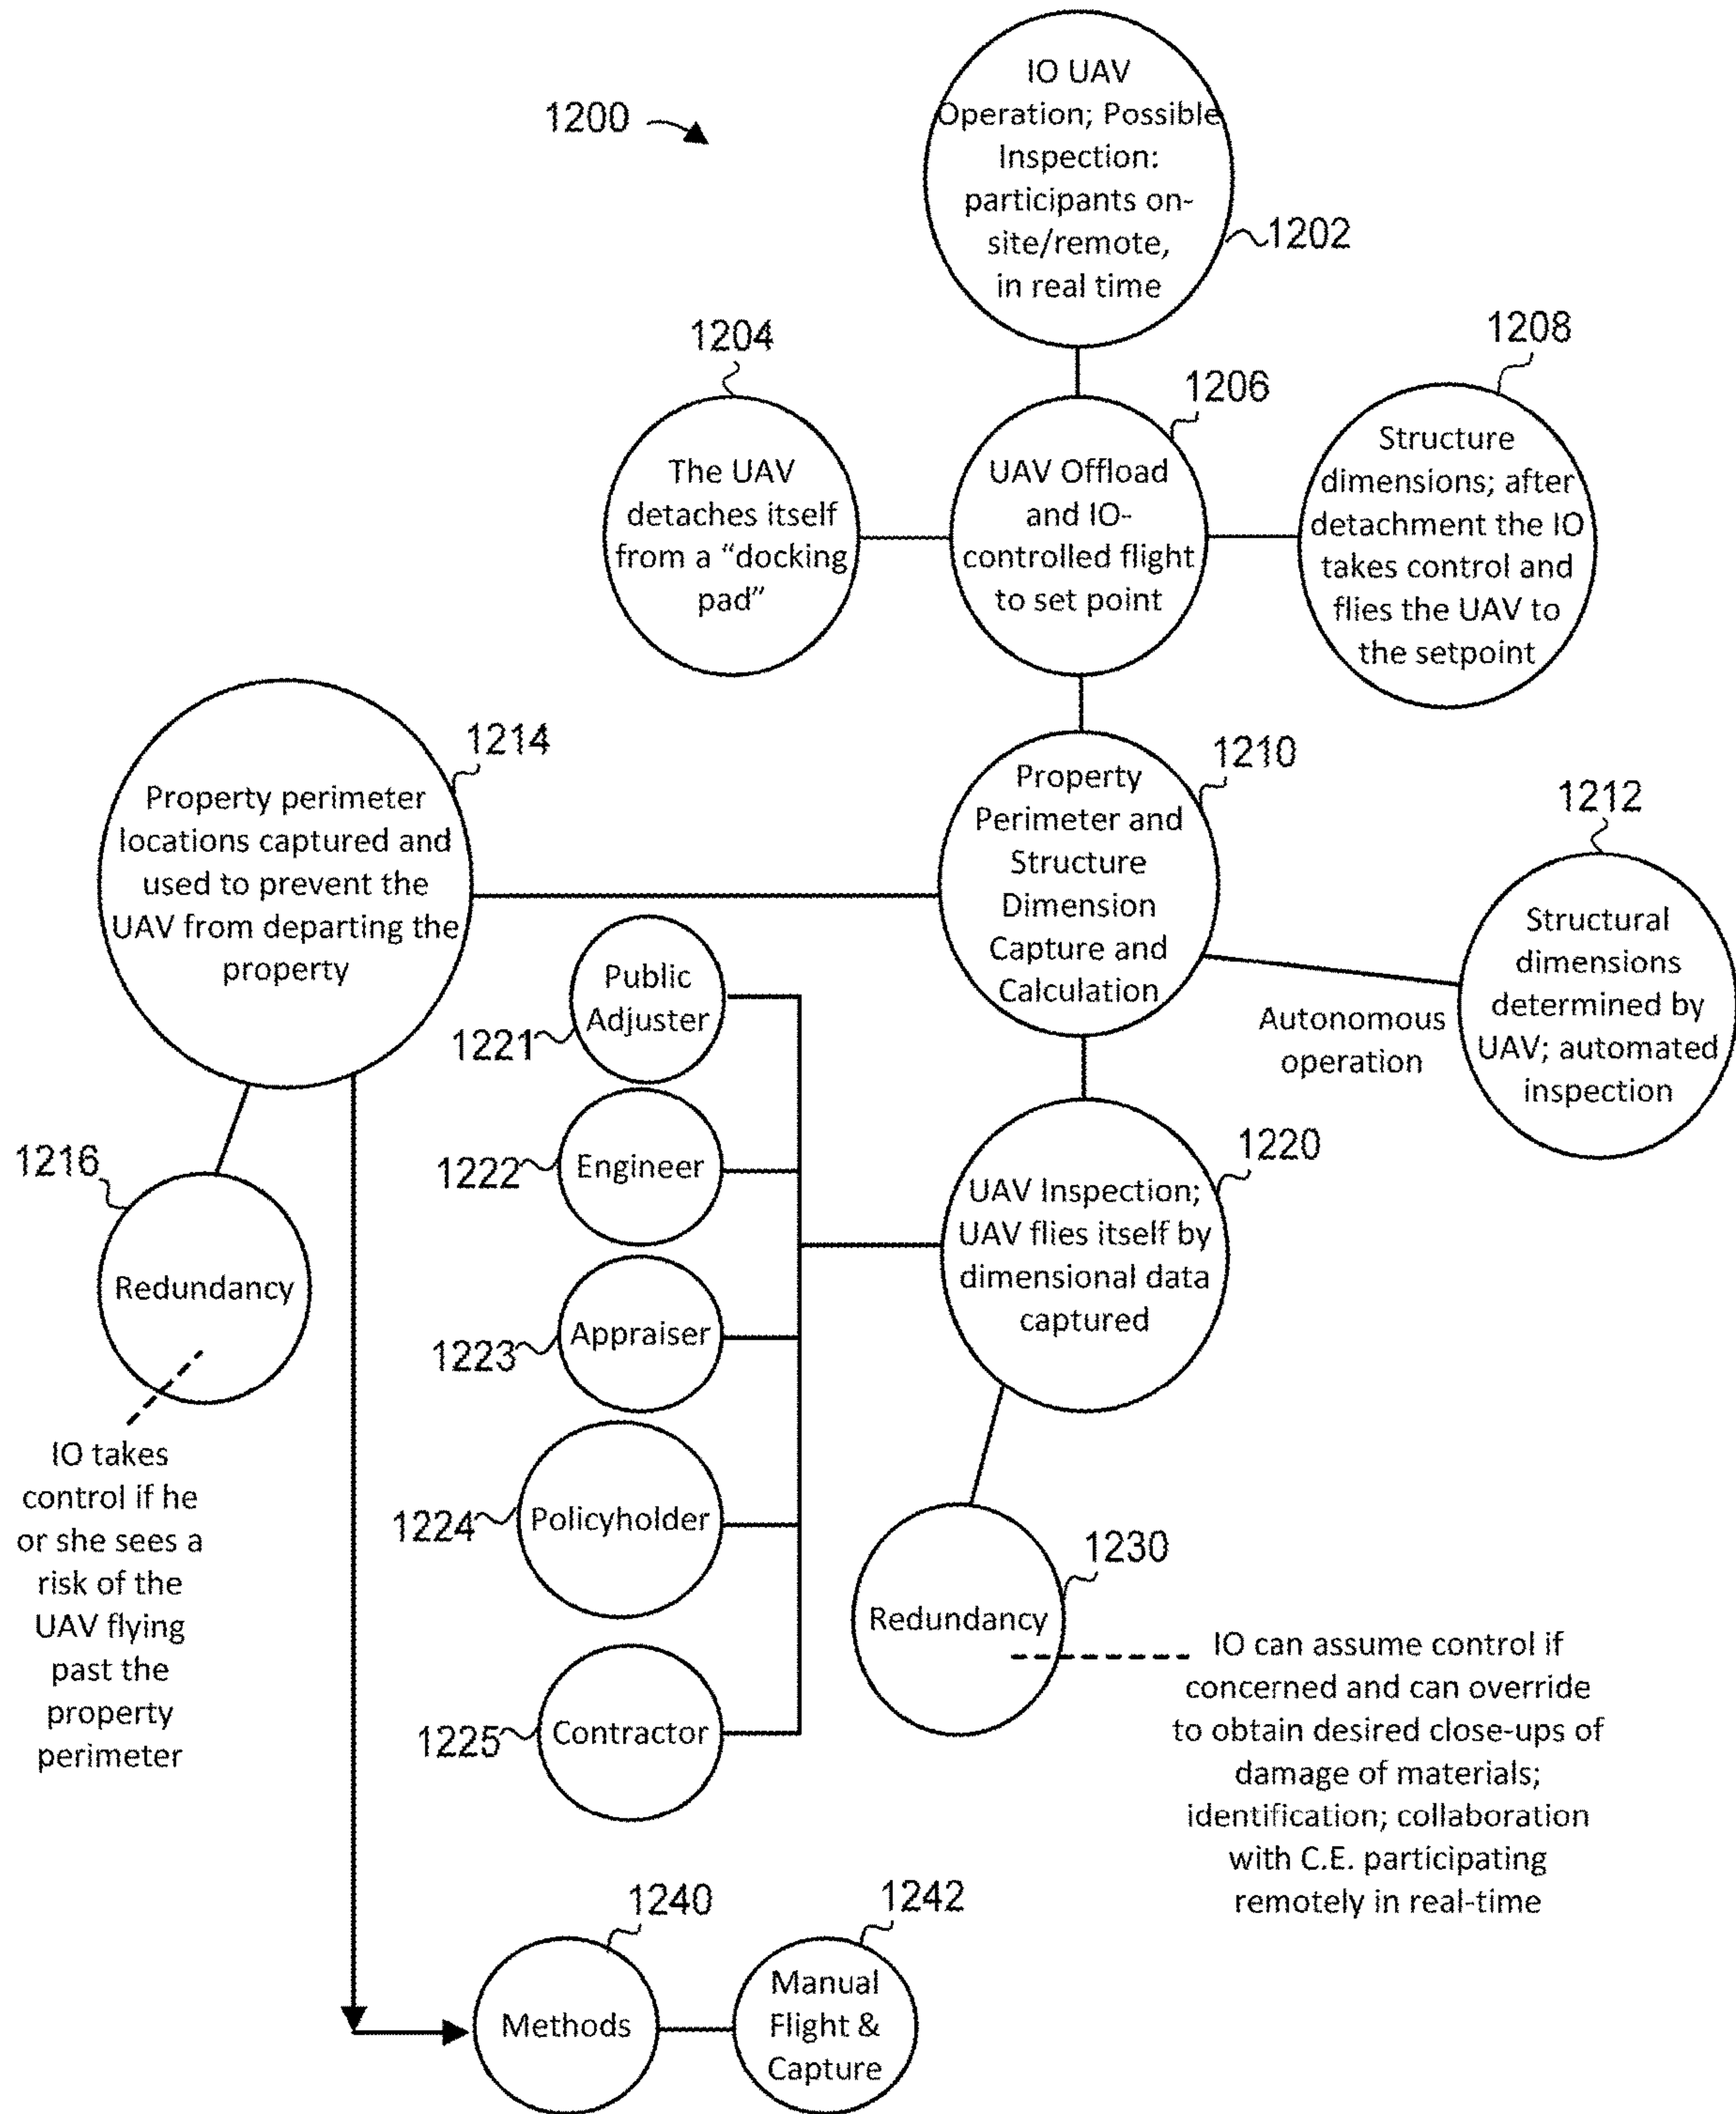 1200
IO UAV
Operation; Possible
Inspection:
participants on-
site/remote,
in real time
1202
1204
The UAV
detaches itself
from a “docking
pad”
1206
UAV Offload
and IO-
controlled flight
to set point
1208
Structure
dimensions; after
detachment the IO
takes control and
flies the UAV to
the setpoint
1214
Property perimeter
locations captured and
used to prevent the
UAV from departing the
property
1210
Property
Perimeter and
Structure
Dimension
Capture and
Calculation
1212
Structural
dimensions
determined by
UAV; automated
inspection
Autonomous
operation
1216
Redundancy
IO takes
control if he
or she sees a
risk of the
UAV flying
past the
property
perimeter
Public
Adjuster
1221
1222
Engineer
1223
Appraiser
1224
Policyholder
1225
Contractor
1220
UAV Inspection;
UAV flies itself by
dimensional data
captured
1230
Redundancy
IO can assume control if
concerned and can override
to obtain desired close-ups of
damage of materials;
identification; collaboration
with C.E. participating
remotely in real-time
1240
Methods
1242
Manual
Flight &
Capture